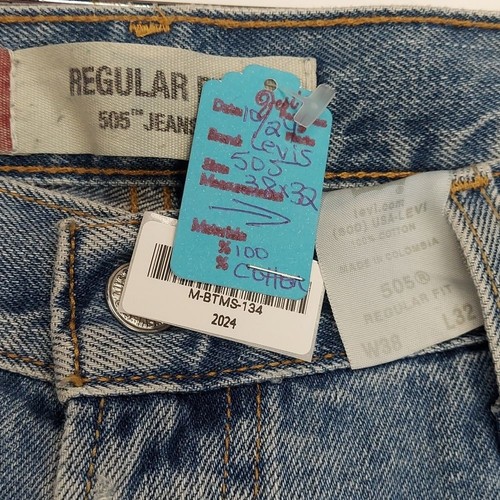 REGULAR
505™ JEANS
Date 10/24
Brand Levis
Size 505
Measurements 38x32
Materials
% 100
% Cotton
M-BTMS-134
2024
levi.com
(800) USA-LEVI
100% COTTON
MADE IN COLOMBIA
505®
REGULAR FIT
W38 L32